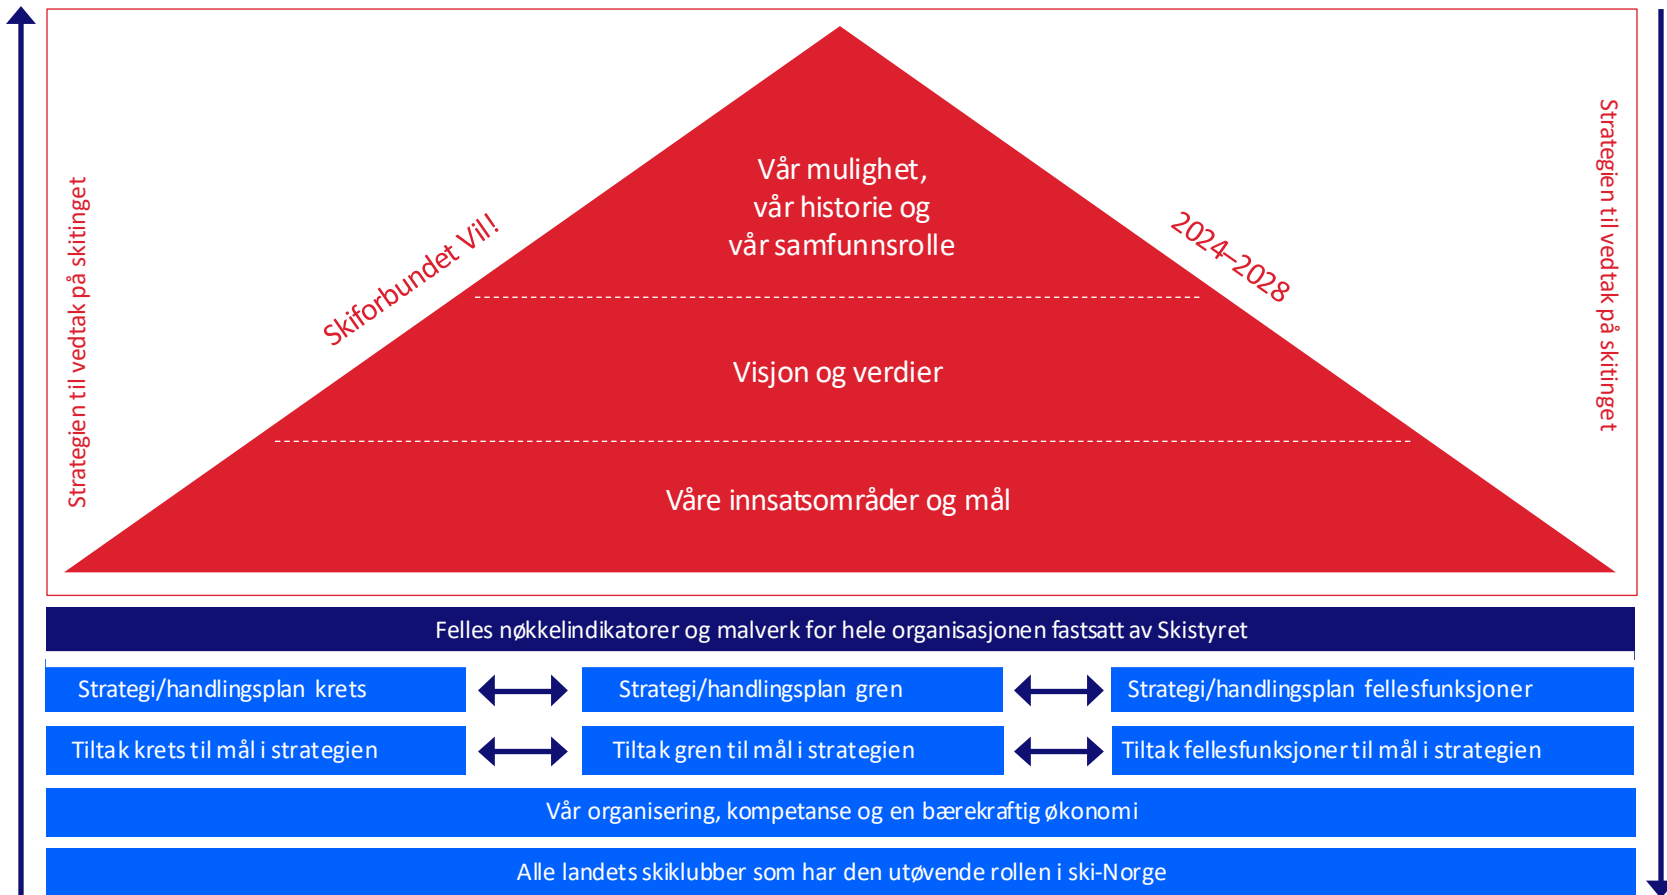 Strategien til vedtak på skitinget
Skiforbundet Vil!
Vår mulighet,
vår historie og
vår samfunnsrolle
2024–2028
Strategien til vedtak på skitinget
Visjon og verdier
Våre innsatsområder og mål
Felles nøkkelindikatorer og malverk for hele organisasjonen fastsatt av Skistyret
Strategi/handlingsplan krets
Strategi/handlingsplan gren
Strategi/handlingsplan fellesfunksjoner
Tiltak krets til mål i strategien
Tiltak gren til mål i strategien
Tiltak fellesfunksjoner til mål i strategien
Vår organisering, kompetanse og en bærekraftig økonomi
Alle landets skiklubber som har den utøvende rollen i ski-Norge